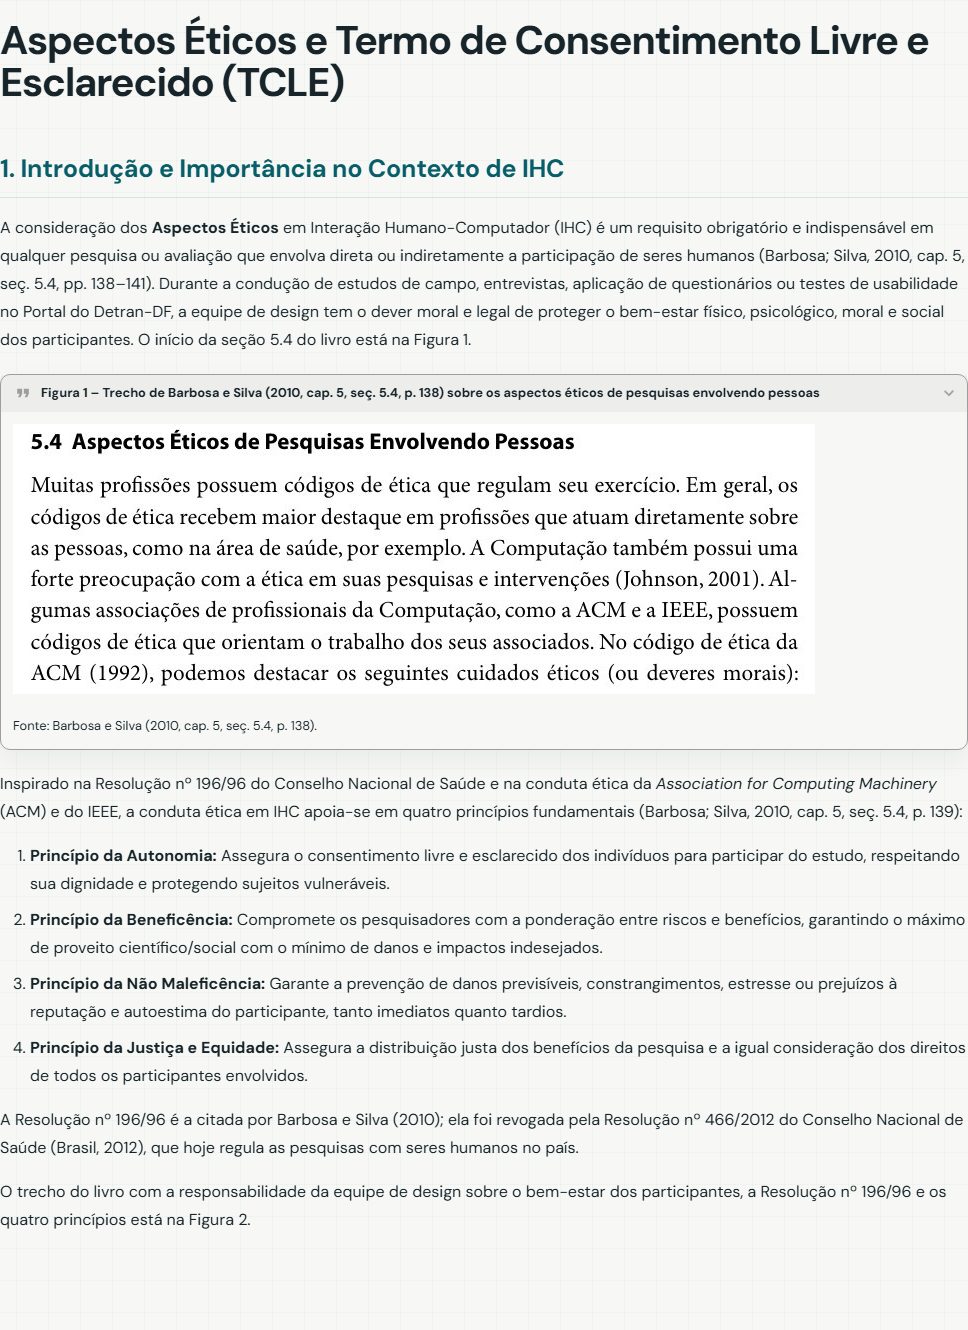 Aspectos Éticos e Termo de Consentimento Livre e
Esclarecido (TCLE)
1. Introdução e Importância no Contexto de IHC
A consideração dos Aspectos Éticos em Interação Humano-Computador (IHC) é um requisito obrigatório e indispensável em
qualquer pesquisa ou avaliação que envolva direta ou indiretamente a participação de seres humanos (Barbosa; Silva, 2010, cap. 5,
seç. 5.4, pp. 138–141). Durante a condução de estudos de campo, entrevistas, aplicação de questionários ou testes de usabilidade
no Portal do Detran-DF, a equipe de design tem o dever moral e legal de proteger o bem-estar físico, psicológico, moral e social
dos participantes. O início da seção 5.4 do livro está na Figura 1.
Figura 1 – Trecho de Barbosa e Silva (2010, cap. 5, seç. 5.4, p. 138) sobre os aspectos éticos de pesquisas envolvendo pessoas
5.4 Aspectos Éticos de Pesquisas Envolvendo Pessoas
Muitas profissões possuem códigos de ética que regulam seu exercício. Em geral, os
códigos de ética recebem maior destaque em profissões que atuam diretamente sobre
as pessoas, como na área de saúde, por exemplo. A Computação também possui uma
forte preocupação com a ética em suas pesquisas e intervenções (Johnson, 2001). Al-
gumas associações de profissionais da Computação, como a ACM e a IEEE, possuem
códigos de ética que orientam o trabalho dos seus associados. No código de ética da
ACM (1992), podemos destacar os seguintes cuidados éticos (ou deveres morais):
Fonte: Barbosa e Silva (2010, cap. 5, seç. 5.4, p. 138).
Inspirado na Resolução nº 196/96 do Conselho Nacional de Saúde e na conduta ética da Association for Computing Machinery
(ACM) e do IEEE, a conduta ética em IHC apoia-se em quatro princípios fundamentais (Barbosa; Silva, 2010, cap. 5, seç. 5.4, p. 139):
1. Princípio da Autonomia: Assegura o consentimento livre e esclarecido dos indivíduos para participar do estudo, respeitando
sua dignidade e protegendo sujeitos vulneráveis.
2. Princípio da Beneficência: Compromete os pesquisadores com a ponderação entre riscos e benefícios, garantindo o máximo
de proveito científico/social com o mínimo de danos e impactos indesejados.
3. Princípio da Não Maleficência: Garante a prevenção de danos previsíveis, constrangimentos, estresse ou prejuízos à
reputação e autoestima do participante, tanto imediatos quanto tardios.
4. Princípio da Justiça e Equidade: Assegura a distribuição justa dos benefícios da pesquisa e a igual consideração dos direitos
de todos os participantes envolvidos.
A Resolução nº 196/96 é a citada por Barbosa e Silva (2010); ela foi revogada pela Resolução nº 466/2012 do Conselho Nacional de
Saúde (Brasil, 2012), que hoje regula as pesquisas com seres humanos no país.
O trecho do livro com a responsabilidade da equipe de design sobre o bem-estar dos participantes, a Resolução nº 196/96 e os
quatro princípios está na Figura 2.